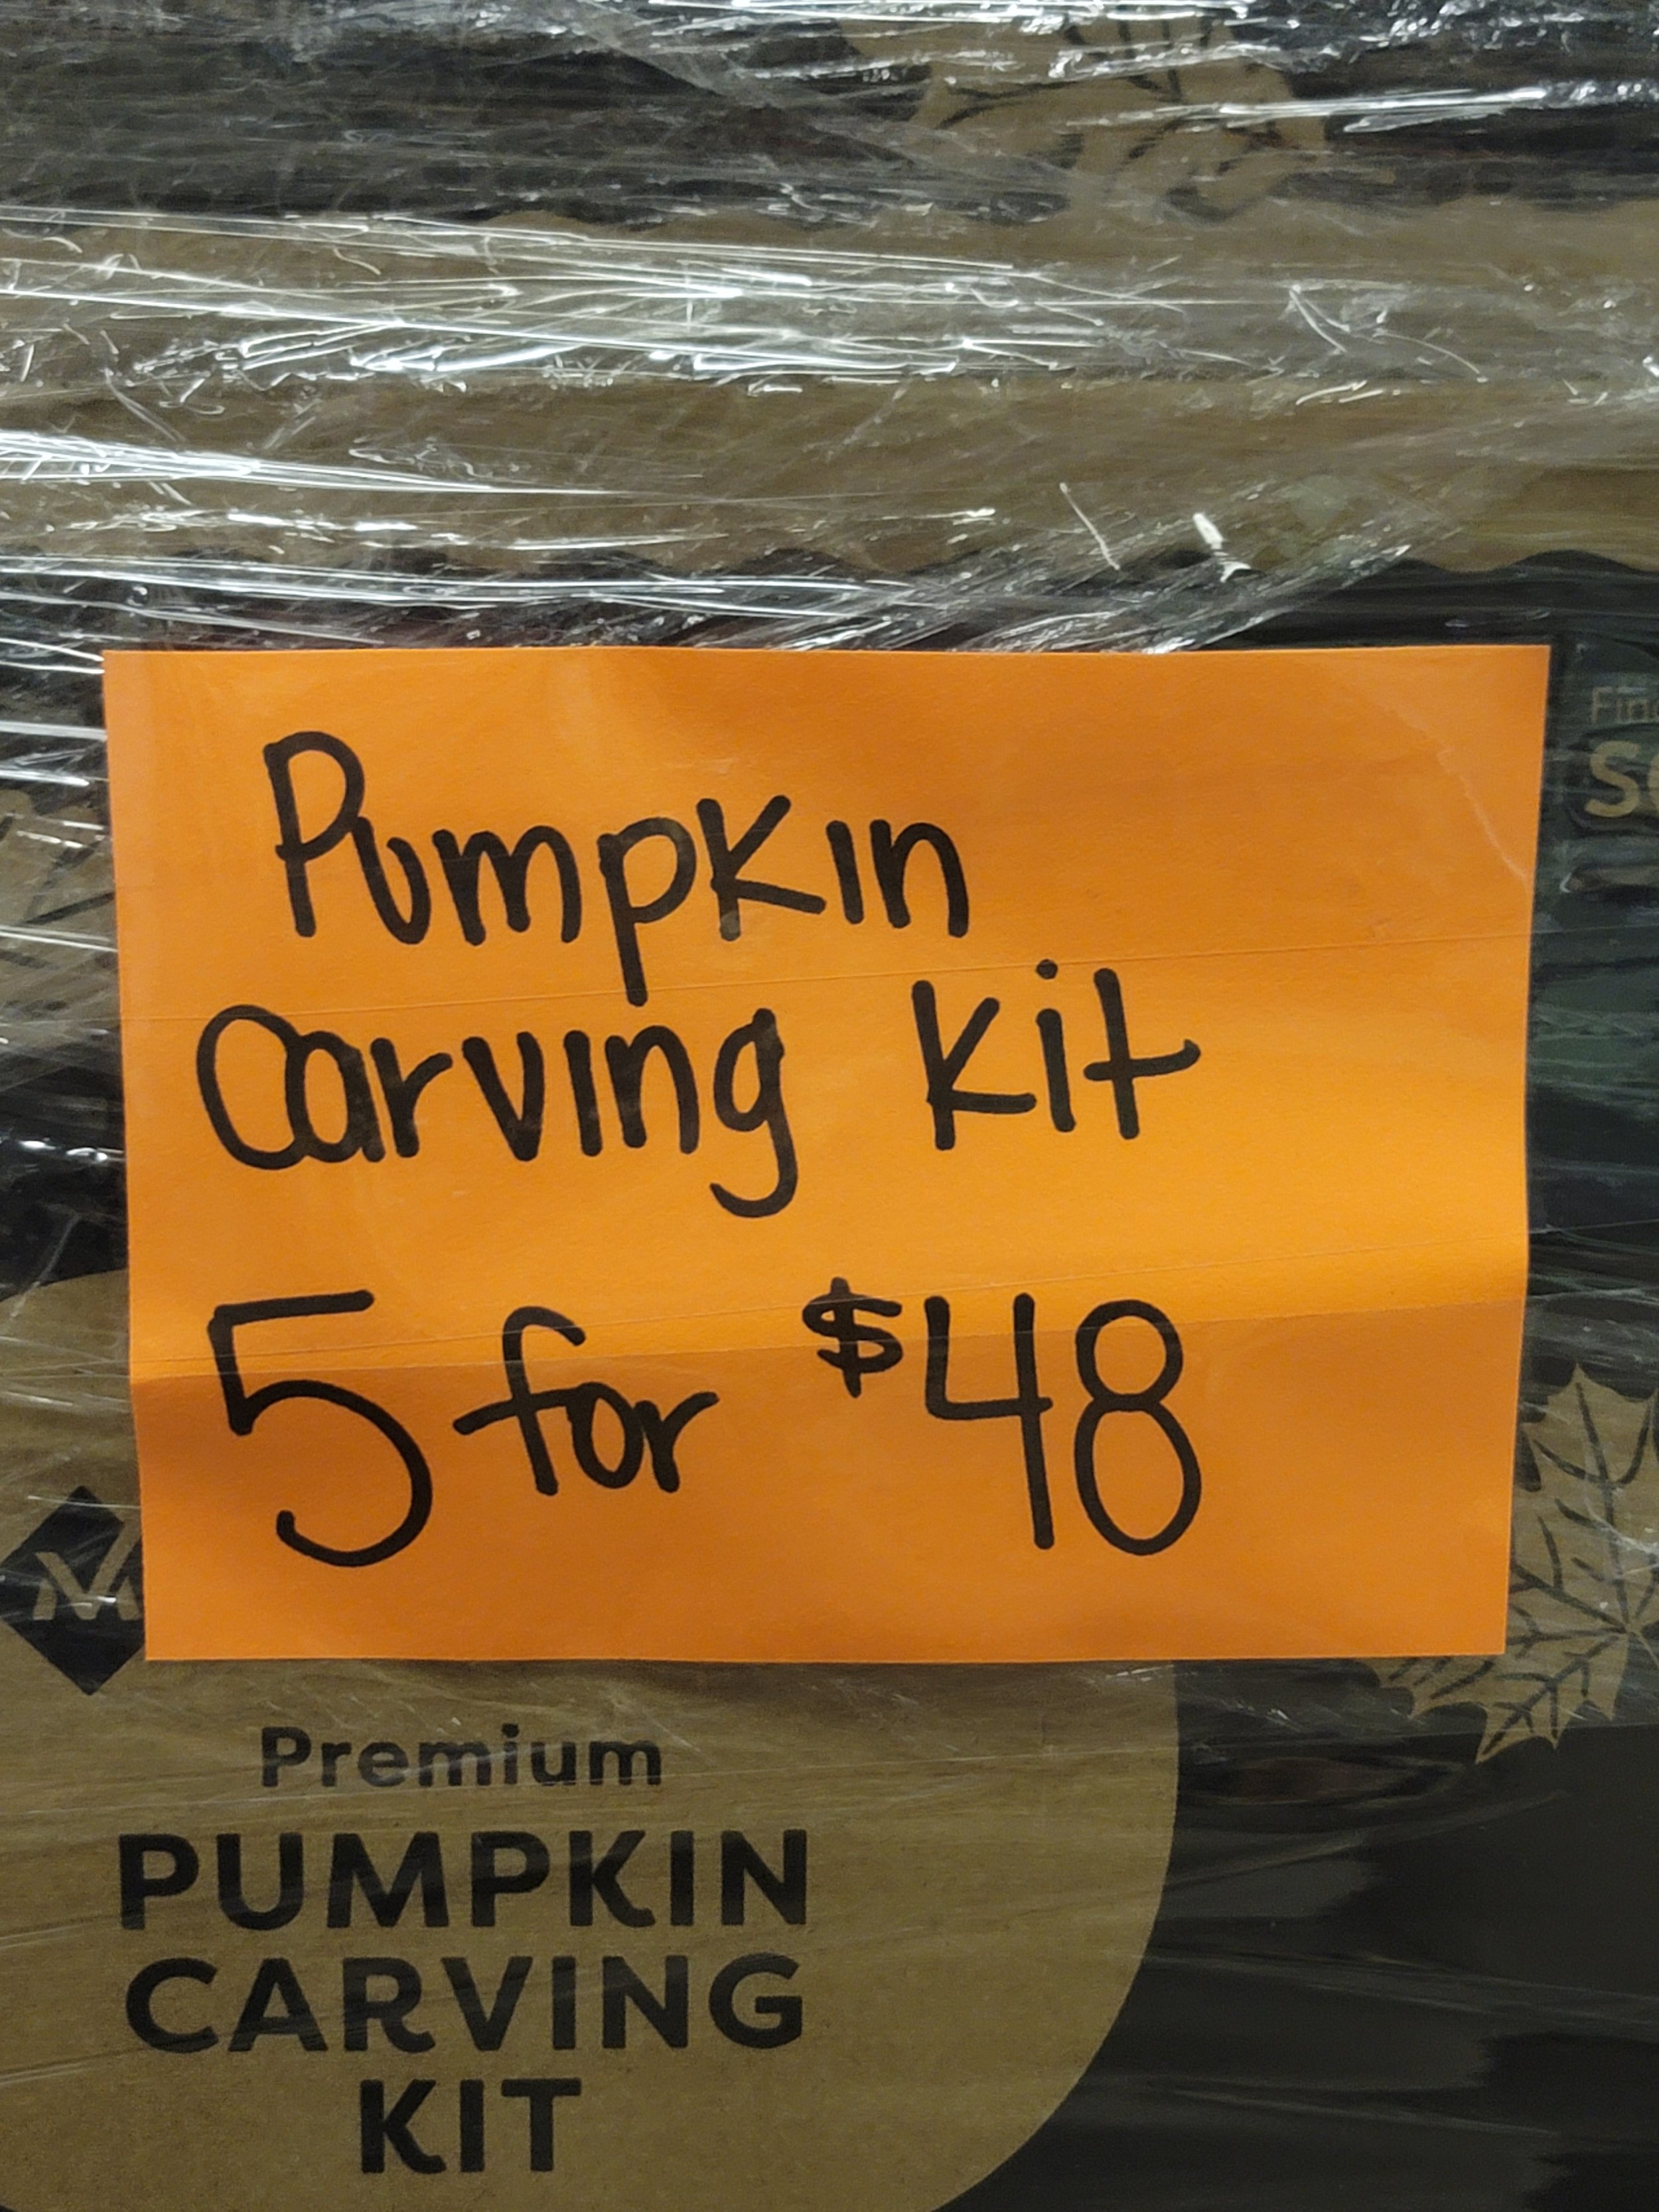 Pumpkin
Carving Kit
5 for $48
Premium
PUMPKIN
CARVING
KIT